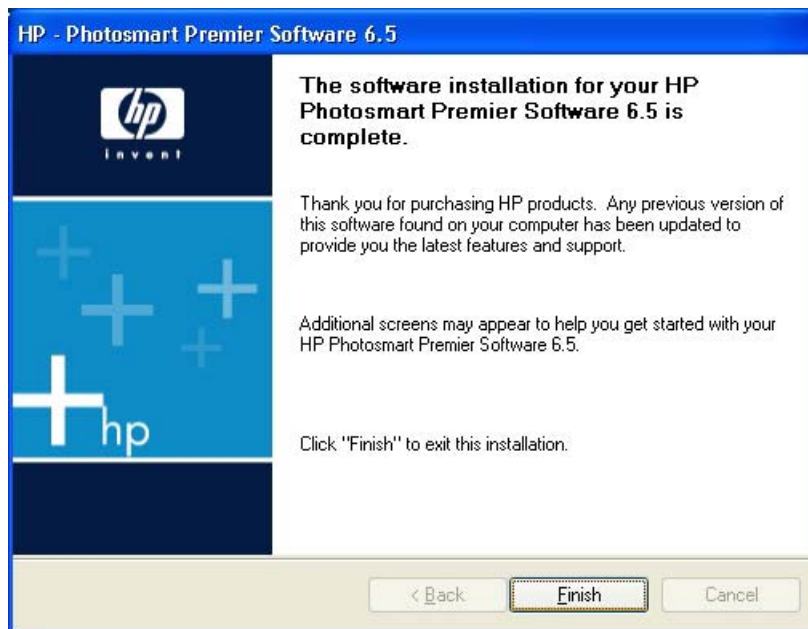 HP - Photosmart Premier Software 6.5
hp
invent
The software installation for your HP
Photosmart Premier Software 6.5 is
complete.
Thank you for purchasing HP products.  Any previous version of
this software found on your computer has been updated to
provide you the latest features and support.
Additional screens may appear to help you get started with your
HP Photosmart Premier Software 6.5.
hp
Click "Finish" to exit this installation.
< Back
Finish
Cancel